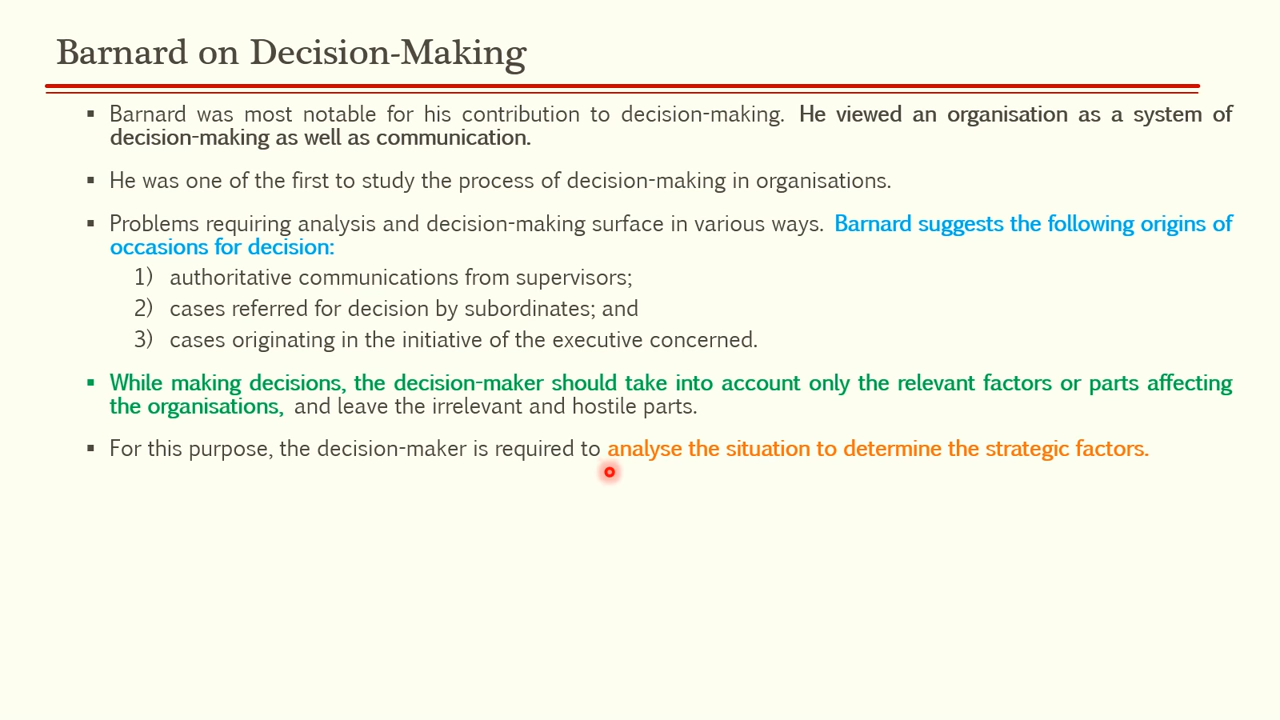 Barnard on Decision-Making
▪ Barnard was most notable for his contribution to decision-making. He viewed an organisation as a system of
decision-making as well as communication.
▪ He was one of the first to study the process of decision-making in organisations.
▪ Problems requiring analysis and decision-making surface in various ways. Barnard suggests the following origins of
occasions for decision:
1) authoritative communications from supervisors;
2) cases referred for decision by subordinates; and
3) cases originating in the initiative of the executive concerned.
▪ While making decisions, the decision-maker should take into account only the relevant factors or parts affecting
the organisations, and leave the irrelevant and hostile parts.
▪ For this purpose, the decision-maker is required to analyse the situation to determine the strategic factors.